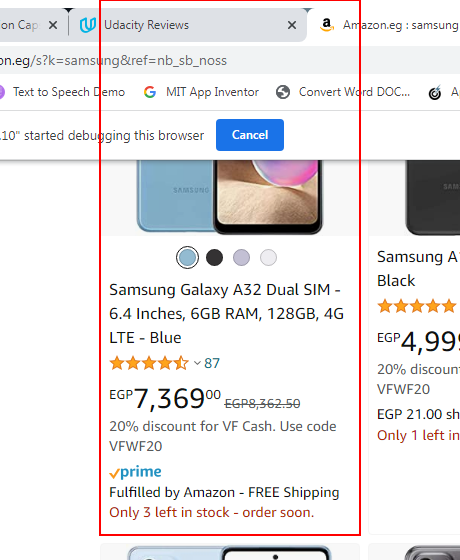 on Cap
Udacity Reviews
Amazon.eg : samsung
on.eg/s?k=samsung&ref=nb_sb_noss
Text to Speech Demo
MIT App Inventor
Convert Word DOC...
.10" started debugging this browser
Cancel
SAMSUNG
Samsung Galaxy A32 Dual SIM -
6.4 Inches, 6GB RAM, 128GB, 4G
LTE - Blue
87
EGP7,36900 EGP8,362.50
20% discount for VF Cash. Use code
VFWF20
prime
Fulfilled by Amazon - FREE Shipping
Only 3 left in stock - order soon.
Samsung A
Black
EGP4,999
20% discoun
VFWF20
EGP 21.00 sh
Only 1 left in